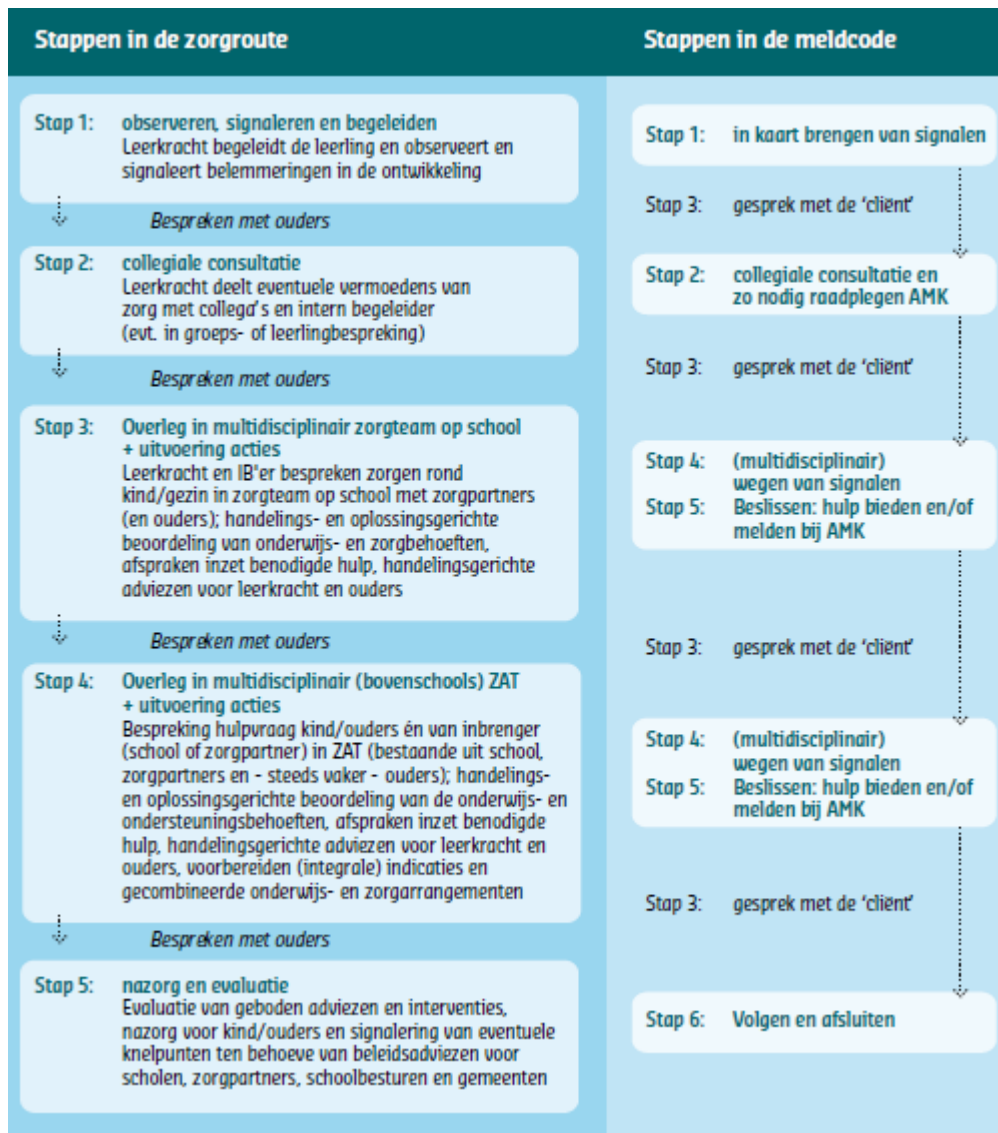 Stappen in de zorgroute
Stap 1: observeren, signaleren en begeleiden
Leerkracht begeleidt de leerling en observeert en
signaleert belemmeringen in de ontwikkeling
Bespreken met ouders
Stap 2: collegiale consultatie
Leerkracht deelt eventuele vermoedens van
zorg met collega's en intern begeleider
(evt. in groeps- of leerlingbespreking)
Bespreken met ouders
Stap 3: Overleg in multidisciplinair zorgteam op school
+ uitvoering acties
Leerkracht en IB'er bespreken zorgen rond
kind/gezin in zorgteam op school met zorgpartners
(en ouders); handelings- en oplossingsgerichte
beoordeling van onderwijs- en zorgbehoeften,
afspraken inzet benodigde hulp, handelingsgerichte
adviezen voor leerkracht en ouders
Bespreken met ouders
Stap 4: Overleg in multidisciplinair (bovenschools) ZAT
+ uitvoering acties
Bespreking hulpvraag kind/ouders én van inbrenger
(school of zorgpartner) in ZAT (bestaande uit school,
zorgpartners en - steeds vaker - ouders); handelings-
en oplossingsgerichte beoordeling van de onderwijs- en
ondersteuningsbehoeften, afspraken inzet benodigde
hulp, handelingsgerichte adviezen voor leerkracht en
ouders, voorbereiden (integrale) indicaties en
gecombineerde onderwijs- en zorgarrangementen
Bespreken met ouders
Stap 5: nazorg en evaluatie
Evaluatie van geboden adviezen en interventies,
nazorg voor kind/ouders en signalering van eventuele
knelpunten ten behoeve van beleidsadviezen voor
scholen, zorgpartners, schoolbesturen en gemeenten
Stappen in de meldcode
Stap 1: in kaart brengen van signalen
Stap 3: gesprek met de 'cliënt'
Stap 2: collegiale consultatie en
zo nodig raadplegen AMK
Stap 3: gesprek met de 'cliënt'
Stap 4: (multidisciplinair)
wegen van signalen
Stap 5: Beslissen: hulp bieden en/of
melden bij AMK
Stap 3: gesprek met de 'cliënt'
Stap 4: (multidisciplinair)
wegen van signalen
Stap 5: Beslissen: hulp bieden en/of
melden bij AMK
Stap 3: gesprek met de 'cliënt'
Stap 6: Volgen en afsluiten